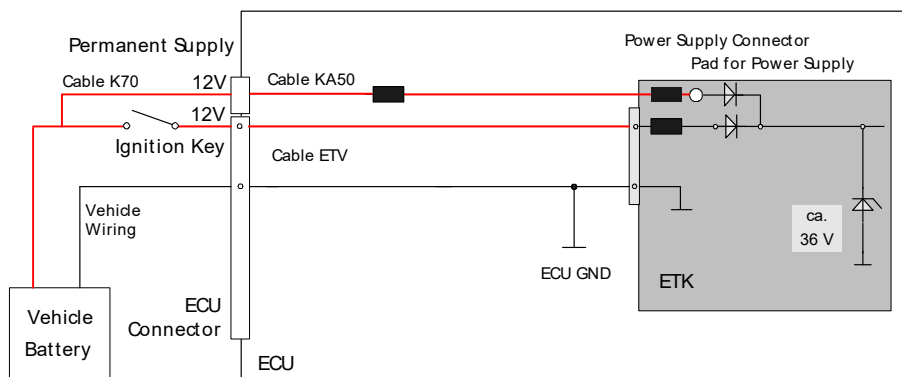 Permanent Supply
Power Supply Connector
Pad for Power Supply
Cable K70
12V
Cable KA50
12V
Ignition Key
Cable ETV
Vehicle
Wiring
ca.
36 V
ECU GND
ETK
ECU
Connector
Vehicle
Battery
ECU